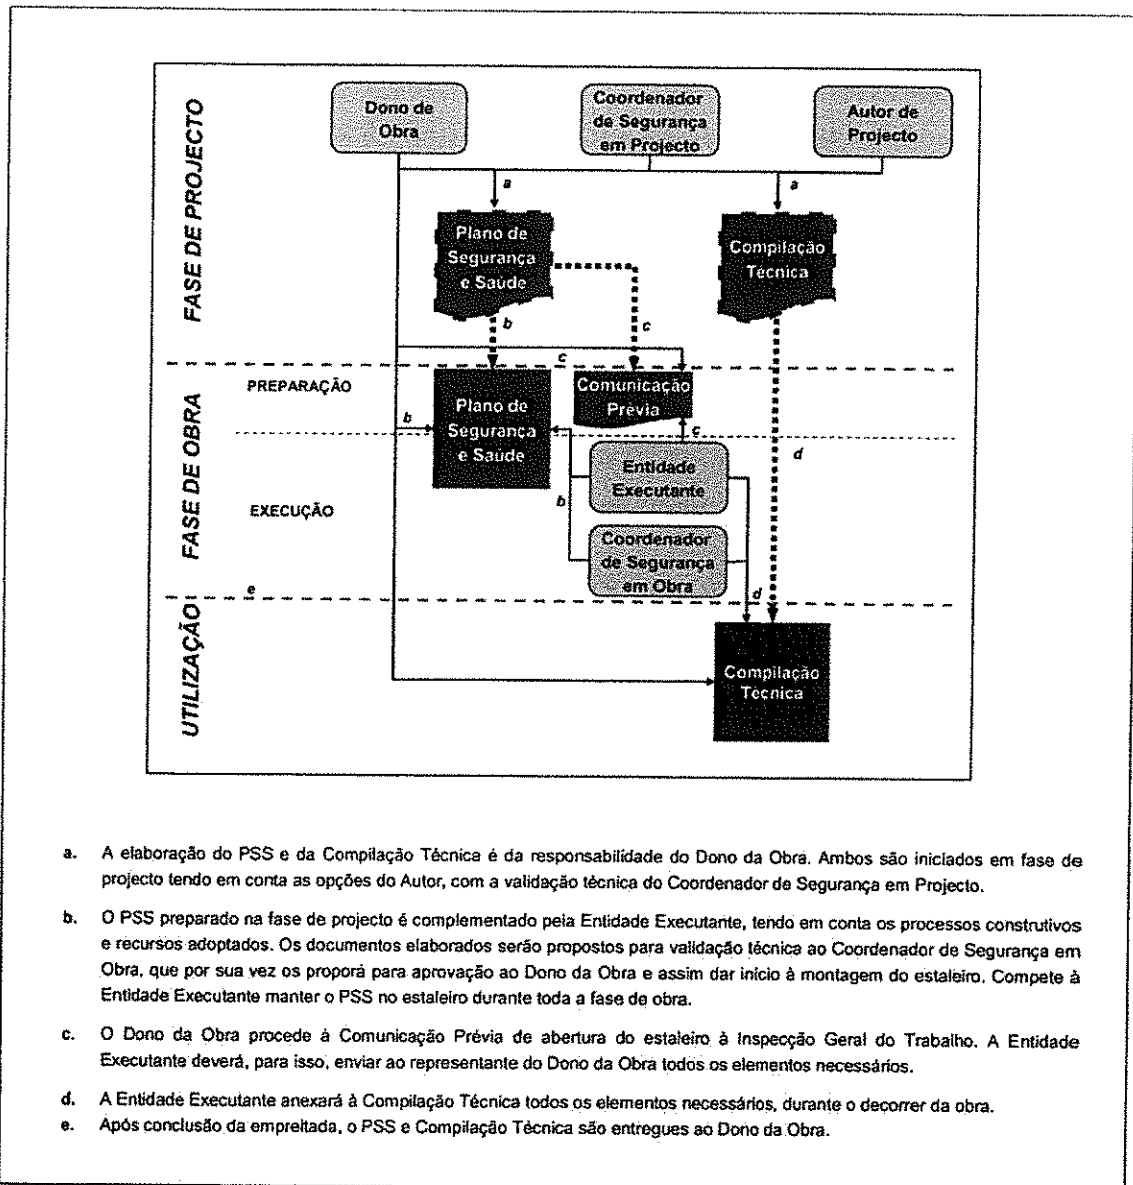 FASE DE PROJECTO
Dono de
Obra
Coordenador
de Segurança
em Projecto
Autor de
Projecto
a
a
Plano de
Segurança
e Saúde
Compilação
Técnica
b
c
c
FASE DE OBRA
PREPARAÇÃO
Plano de
Segurança
e Saúde
Comunicação
Prévia
b
c
d
Entidade
Executante
b
EXECUÇÃO
Coordenador
de Segurança
em Obra
e
d
UTILIZAÇÃO
Compilação
Técnica
a. A elaboração do PSS e da Compilação Técnica é da responsabilidade do Dono da Obra. Ambos são iniciados em fase de
projecto tendo em conta as opções do Autor, com a validação técnica do Coordenador de Segurança em Projecto.
b. O PSS preparado na fase de projecto é complementado pela Entidade Executante, tendo em conta os processos construtivos
e recursos adoptados. Os documentos elaborados serão propostos para validação técnica ao Coordenador de Segurança em
Obra, que por sua vez os proporá para aprovação ao Dono da Obra e assim dar início à montagem do estaleiro. Compete à
Entidade Executante manter o PSS no estaleiro durante toda a fase de obra.
c. O Dono da Obra procede à Comunicação Prévia de abertura do estaleiro à Inspecção Geral do Trabalho. A Entidade
Executante deverá, para isso, enviar ao representante do Dono da Obra todos os elementos necessários.
d. A Entidade Executante anexará à Compilação Técnica todos os elementos necessários, durante o decorrer da obra.
e. Após conclusão da empreitada, o PSS e Compilação Técnica são entregues ao Dono da Obra.